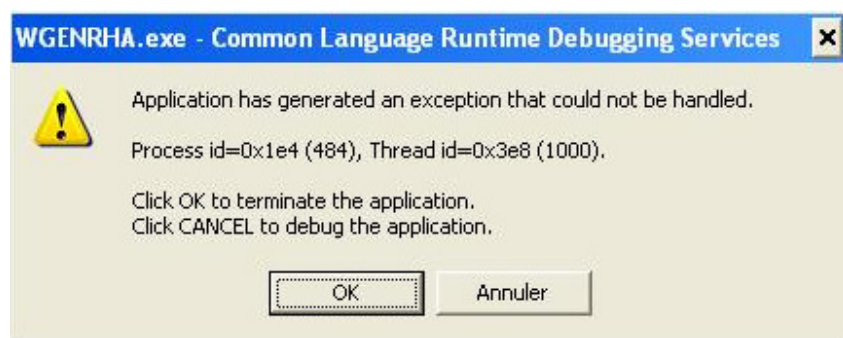 WGENRHA.exe - Common Language Runtime Debugging Services
Application has generated an exception that could not be handled.
Process id=0x1e4 (484), Thread id=0x3e8 (1000).
Click OK to terminate the application.
Click CANCEL to debug the application.
OK
Annuler